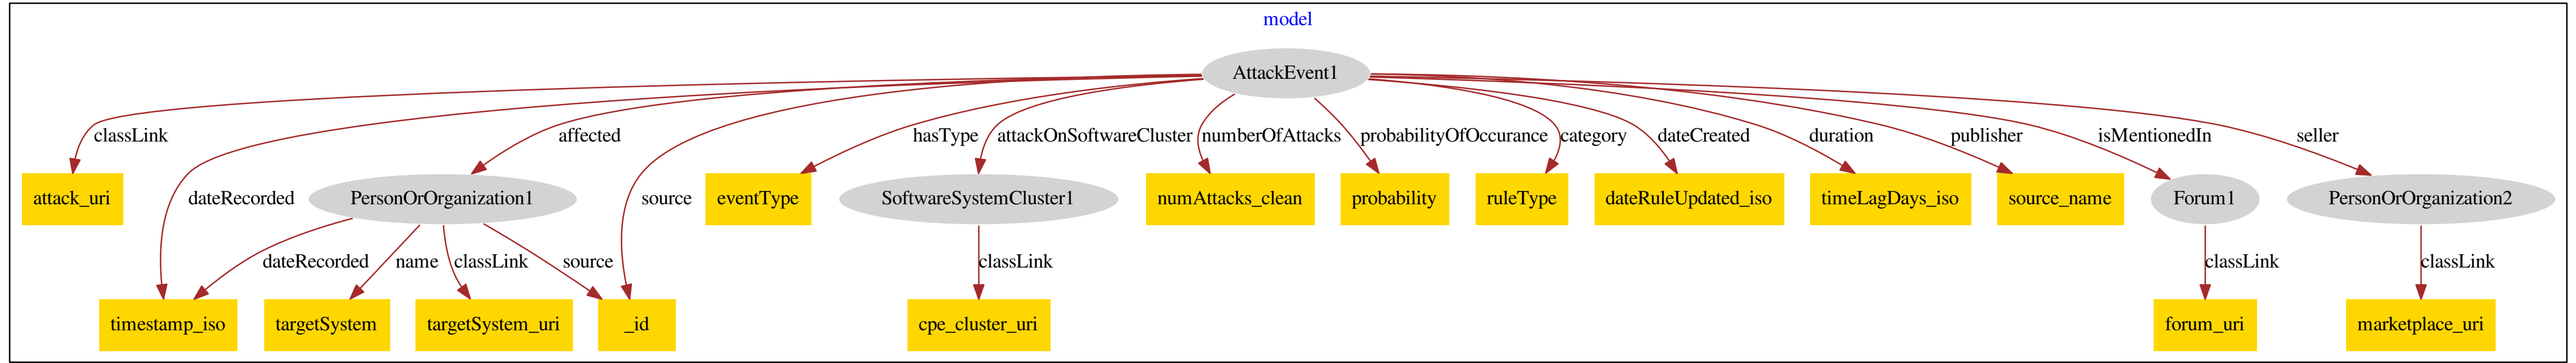 model
AttackEvent1
classLink
affected
hasType
attackOnSoftwareCluster
numberOfAttacks
probabilityOfOccurance
category
dateCreated
duration
publisher
isMentionedIn
seller
attack_uri
dateRecorded
PersonOrOrganization1
source
eventType
SoftwareSystemCluster1
numAttacks_clean
probability
ruleType
dateRuleUpdated_iso
timeLagDays_iso
source_name
Forum1
PersonOrOrganization2
dateRecorded
name
classLink
source
classLink
classLink
classLink
timestamp_iso
targetSystem
targetSystem_uri
_id
cpe_cluster_uri
forum_uri
marketplace_uri